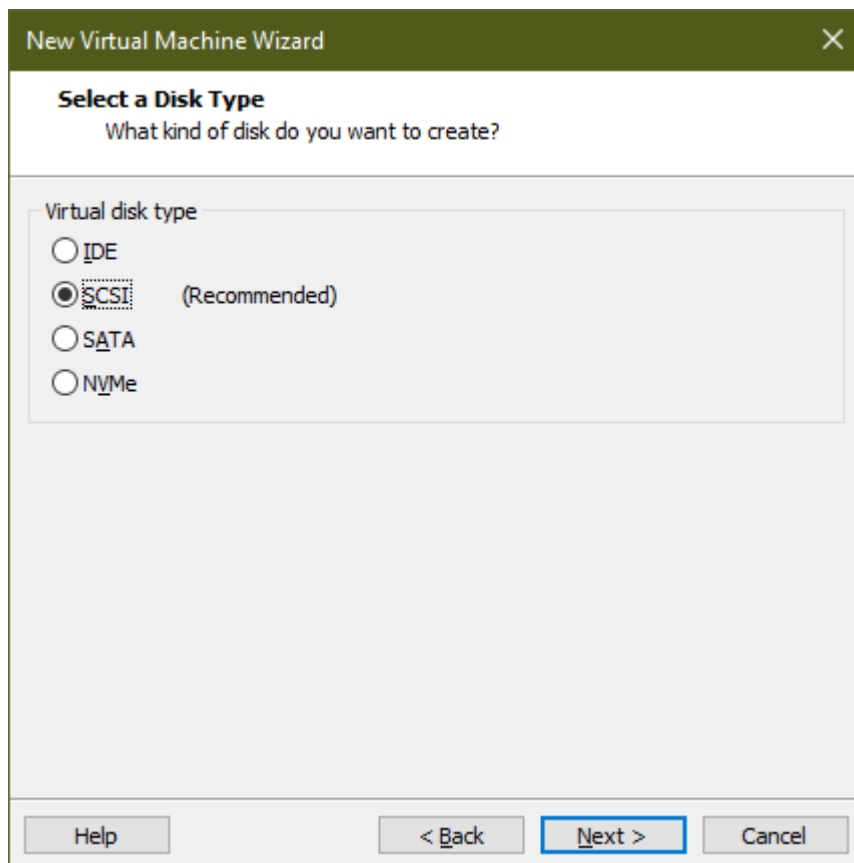 New Virtual Machine Wizard
Select a Disk Type
What kind of disk do you want to create?
Virtual disk type
IDE
SCSI (Recommended)
SATA
NVMe
Help < Back Next > Cancel